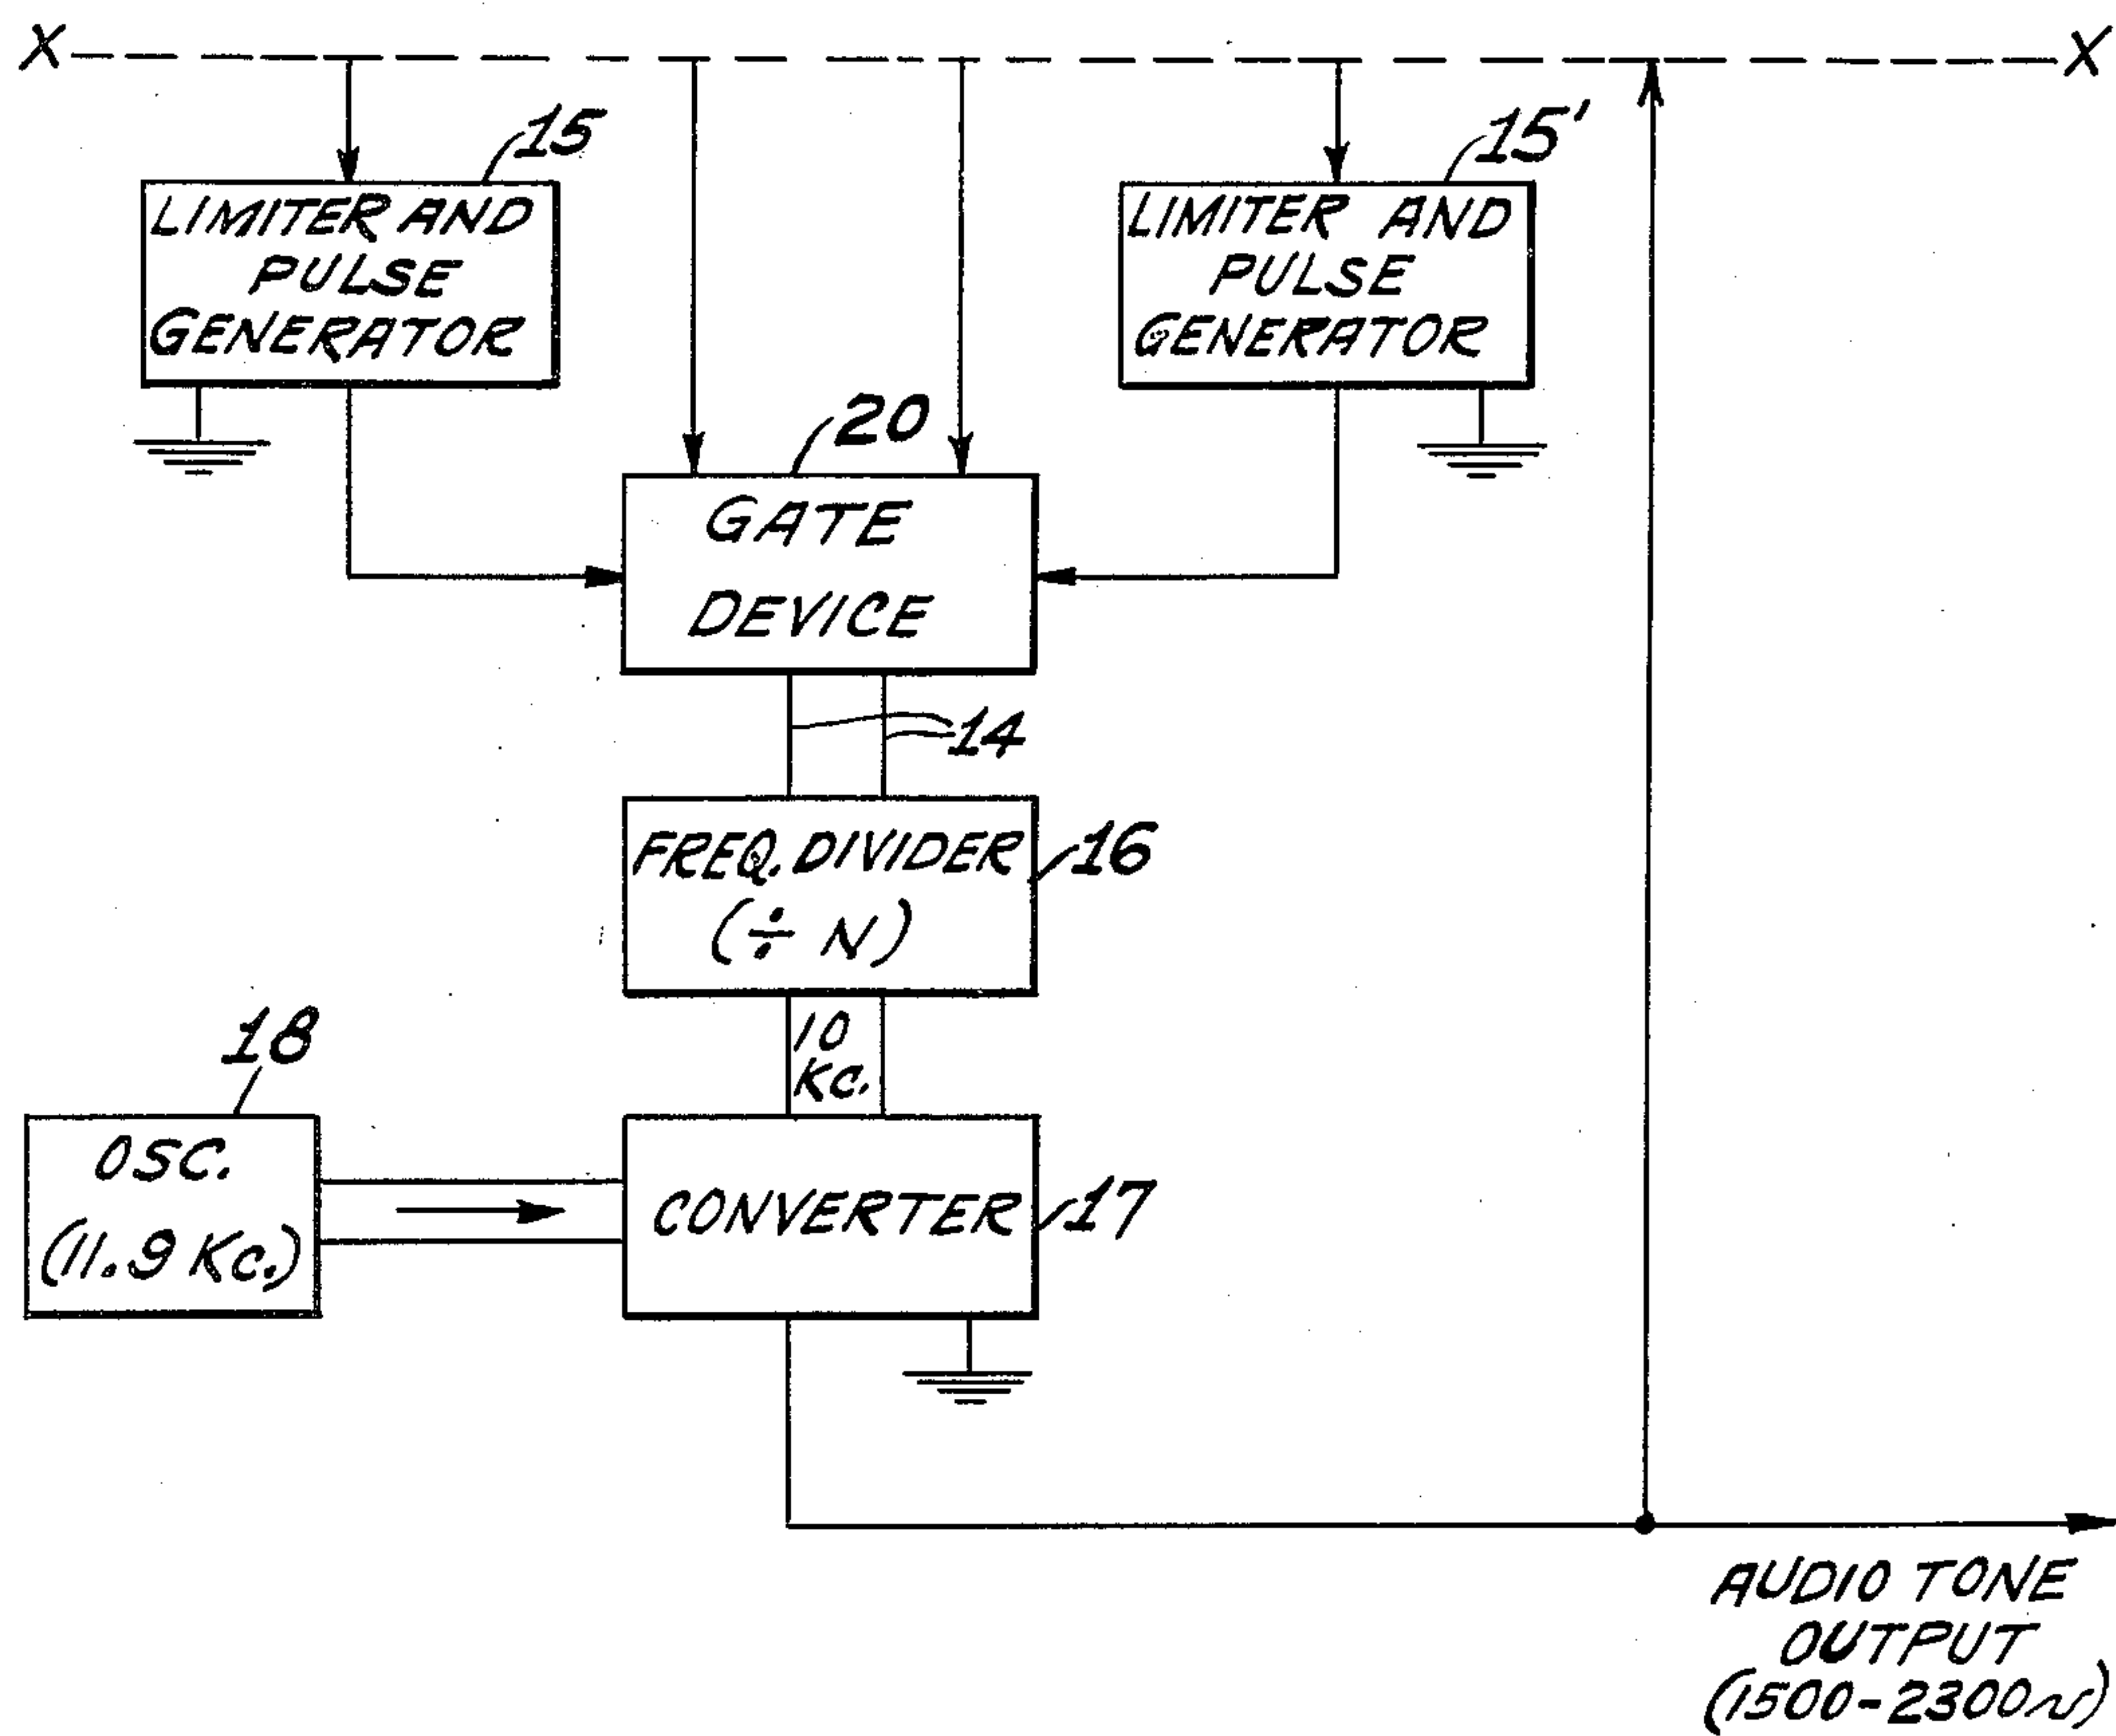 X X
15
15'
LIMITER AND
PULSE
GENERATOR
LIMITER AND
PULSE
GENERATOR
20
GATE
DEVICE
14
FREQ. DIVIDER
(÷ N)
16
10
KC.
18
OSC.
(11.9 KC.)
CONVERTER
17
AUDIO TONE
OUTPUT
(1500-2300~)